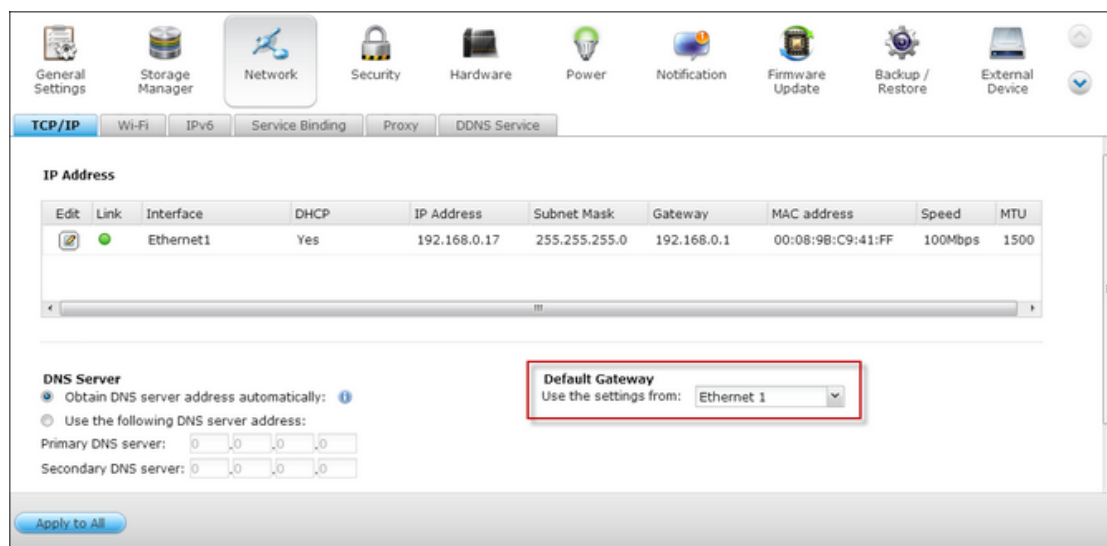 General Settings
Storage Manager
Network
Security
Hardware
Power
Notification
Firmware Update
Backup / Restore
External Device
TCP/IP Wi-Fi IPv6 Service Binding Proxy DDNS Service
IP Address
Edit Link Interface DHCP IP Address Subnet Mask Gateway MAC address Speed MTU
Ethernet1 Yes 192.168.0.17 255.255.255.0 192.168.0.1 00:08:9B:C9:41:FF 100Mbps 1500
DNS Server
Obtain DNS server address automatically:
Use the following DNS server address:
Primary DNS server: 0 .0 .0 .0
Secondary DNS server: 0 .0 .0 .0
Default Gateway
Use the settings from: Ethernet 1
Apply to All